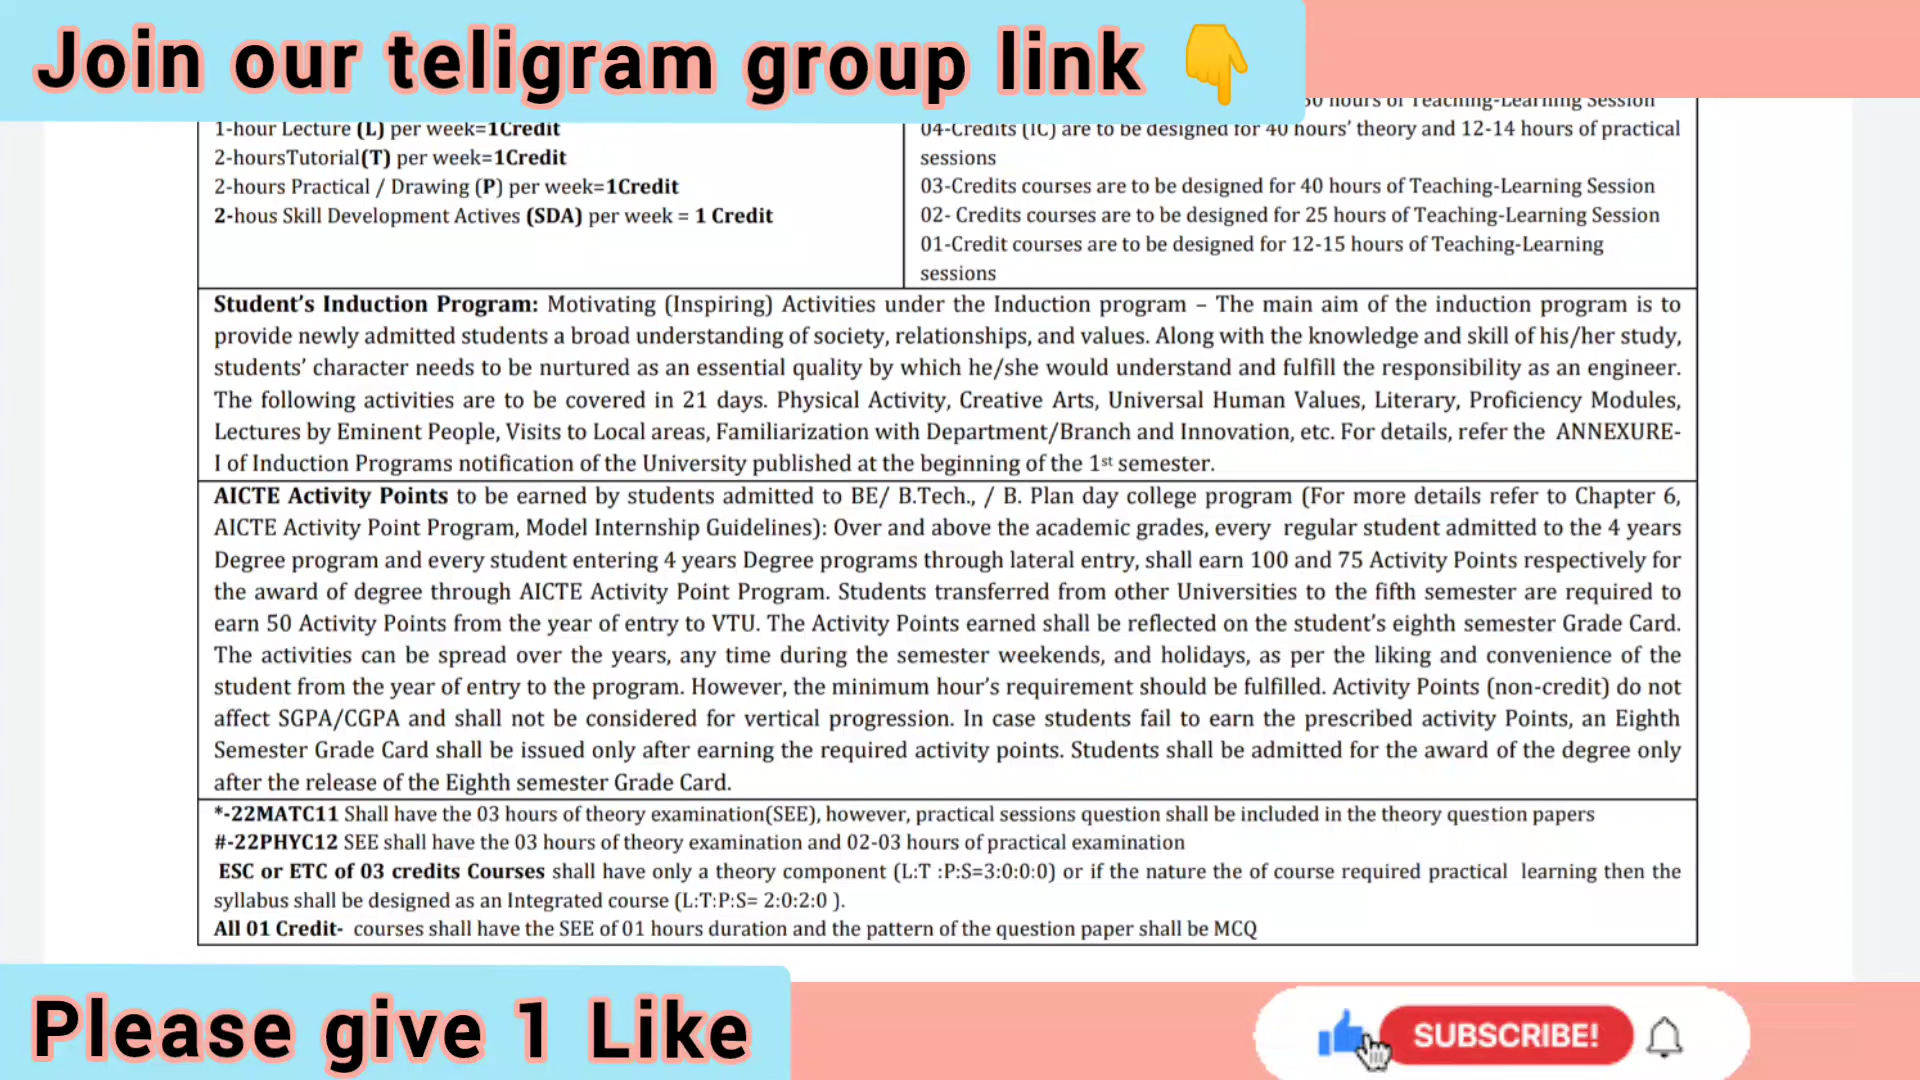 Join our teligram group link 👇
50 hours of Teaching-Learning Session
1-hour Lecture (L) per week=1Credit
2-hoursTutorial(T) per week=1Credit
2-hours Practical / Drawing (P) per week=1Credit
2-hous Skill Development Actives (SDA) per week = 1 Credit
04-Credits (IC) are to be designed for 40 hours’ theory and 12-14 hours of practical
sessions
03-Credits courses are to be designed for 40 hours of Teaching-Learning Session
02- Credits courses are to be designed for 25 hours of Teaching-Learning Session
01-Credit courses are to be designed for 12-15 hours of Teaching-Learning
sessions
Student’s Induction Program: Motivating (Inspiring) Activities under the Induction program – The main aim of the induction program is to
provide newly admitted students a broad understanding of society, relationships, and values. Along with the knowledge and skill of his/her study,
students’ character needs to be nurtured as an essential quality by which he/she would understand and fulfill the responsibility as an engineer.
The following activities are to be covered in 21 days. Physical Activity, Creative Arts, Universal Human Values, Literary, Proficiency Modules,
Lectures by Eminent People, Visits to Local areas, Familiarization with Department/Branch and Innovation, etc. For details, refer the ANNEXURE-
I of Induction Programs notification of the University published at the beginning of the 1st semester.
AICTE Activity Points to be earned by students admitted to BE/ B.Tech., / B. Plan day college program (For more details refer to Chapter 6,
AICTE Activity Point Program, Model Internship Guidelines): Over and above the academic grades, every regular student admitted to the 4 years
Degree program and every student entering 4 years Degree programs through lateral entry, shall earn 100 and 75 Activity Points respectively for
the award of degree through AICTE Activity Point Program. Students transferred from other Universities to the fifth semester are required to
earn 50 Activity Points from the year of entry to VTU. The Activity Points earned shall be reflected on the student’s eighth semester Grade Card.
The activities can be spread over the years, any time during the semester weekends, and holidays, as per the liking and convenience of the
student from the year of entry to the program. However, the minimum hour’s requirement should be fulfilled. Activity Points (non-credit) do not
affect SGPA/CGPA and shall not be considered for vertical progression. In case students fail to earn the prescribed activity Points, an Eighth
Semester Grade Card shall be issued only after earning the required activity points. Students shall be admitted for the award of the degree only
after the release of the Eighth semester Grade Card.
*-22MATC11 Shall have the 03 hours of theory examination(SEE), however, practical sessions question shall be included in the theory question papers
#-22PHYC12 SEE shall have the 03 hours of theory examination and 02-03 hours of practical examination
ESC or ETC of 03 credits Courses shall have only a theory component (L:T :P:S=3:0:0:0) or if the nature the of course required practical learning then the
syllabus shall be designed as an Integrated course (L:T:P:S= 2:0:2:0 ).
All 01 Credit- courses shall have the SEE of 01 hours duration and the pattern of the question paper shall be MCQ
Please give 1 Like
SUBSCRIBE!